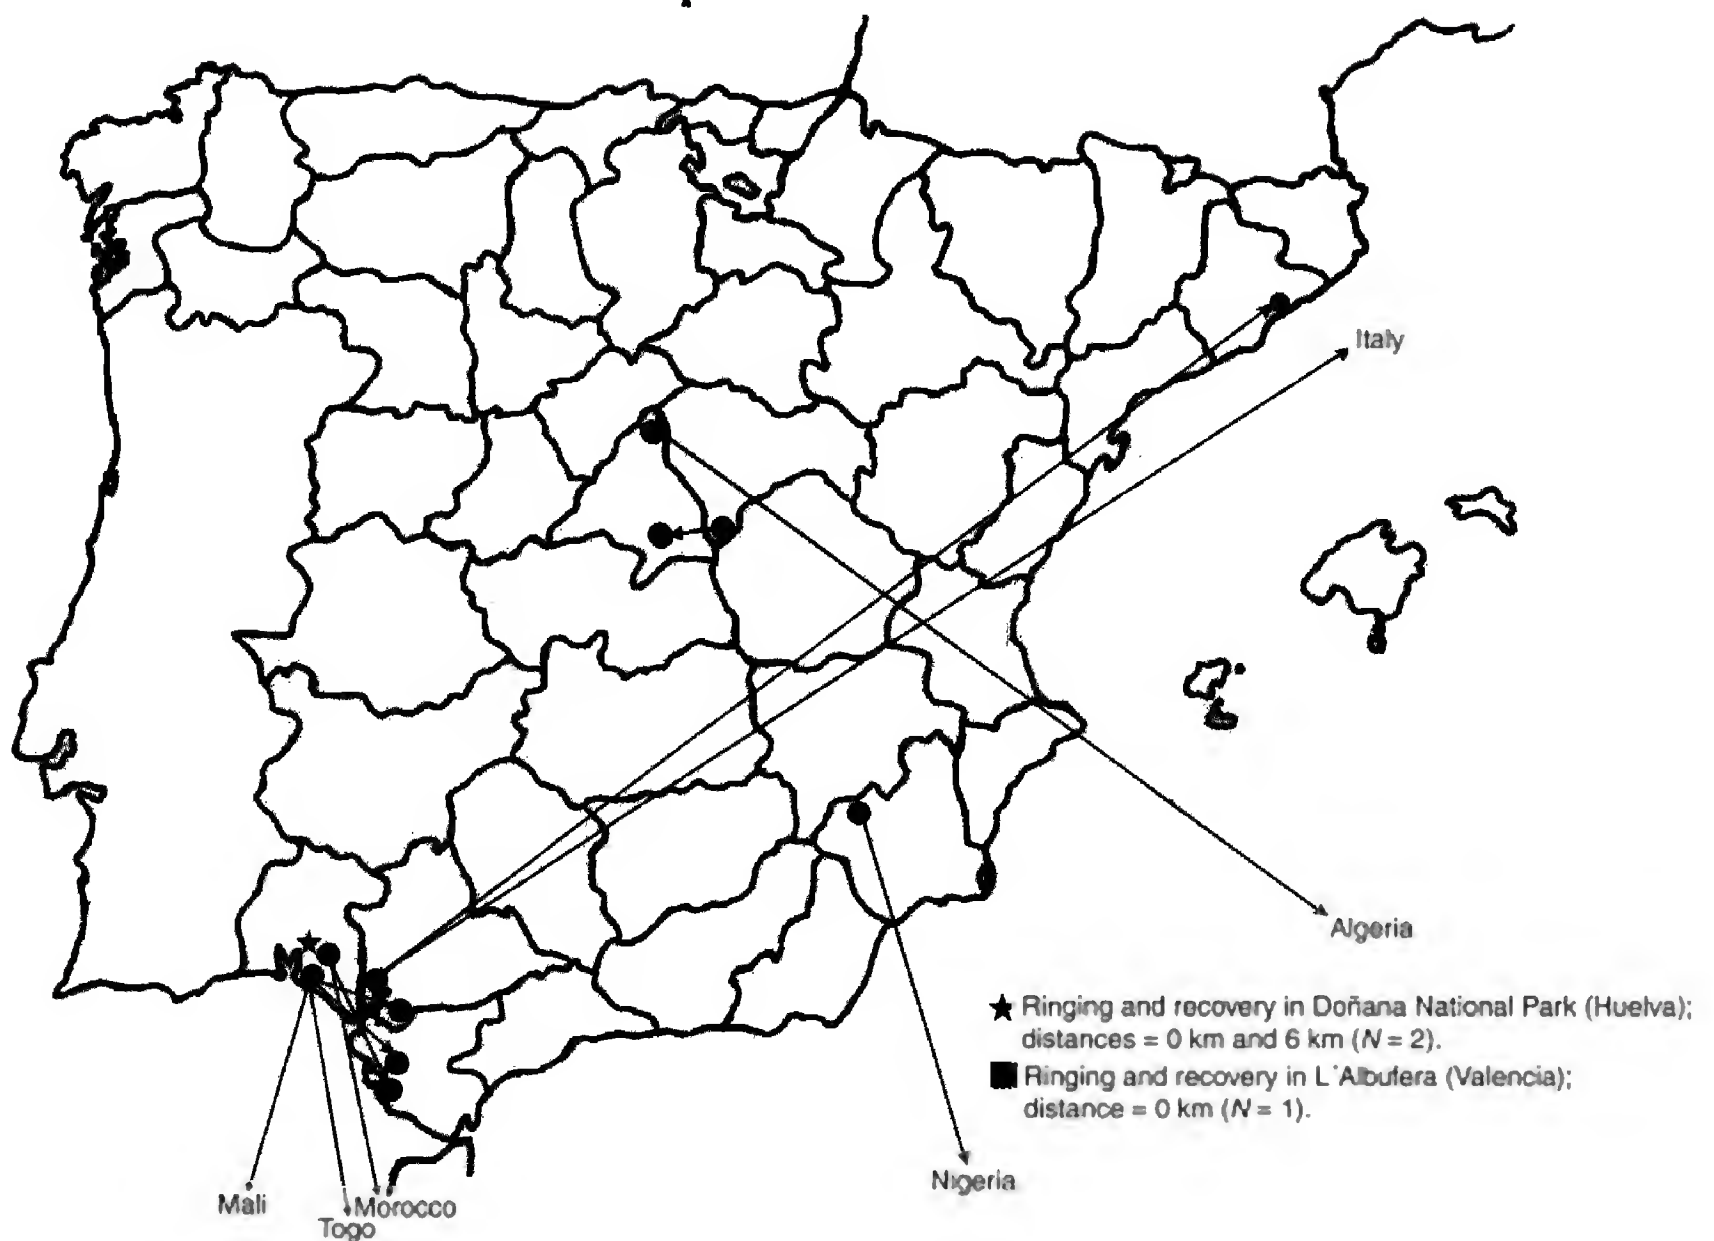 Italy
Algeria
★ Ringing and recovery in Doñana National Park (Huelva);
distances = 0 km and 6 km (N = 2).
■ Ringing and recovery in L'Albufera (Valencia);
distance = 0 km (N = 1).
Nigeria
Mali
Morocco
Togo